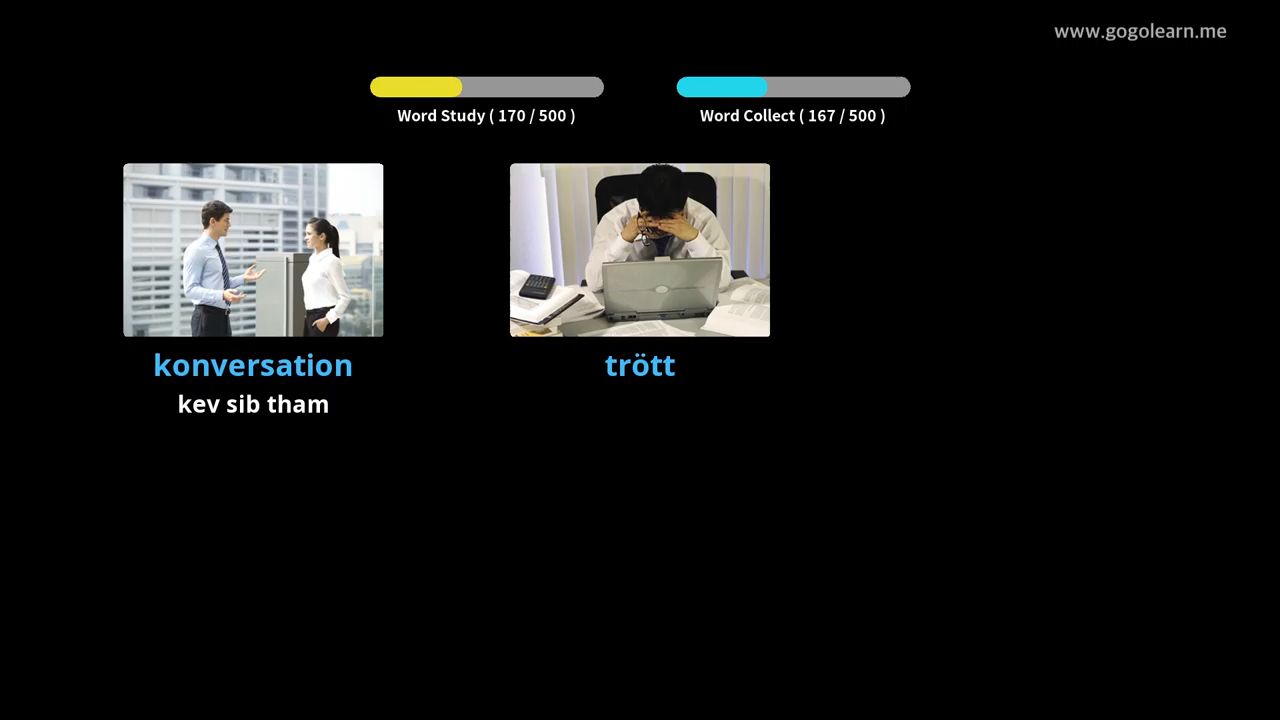 www.gogolearn.me
Word Study ( 170 / 500 )
Word Collect ( 167 / 500 )
konversation
kev sib tham
trött